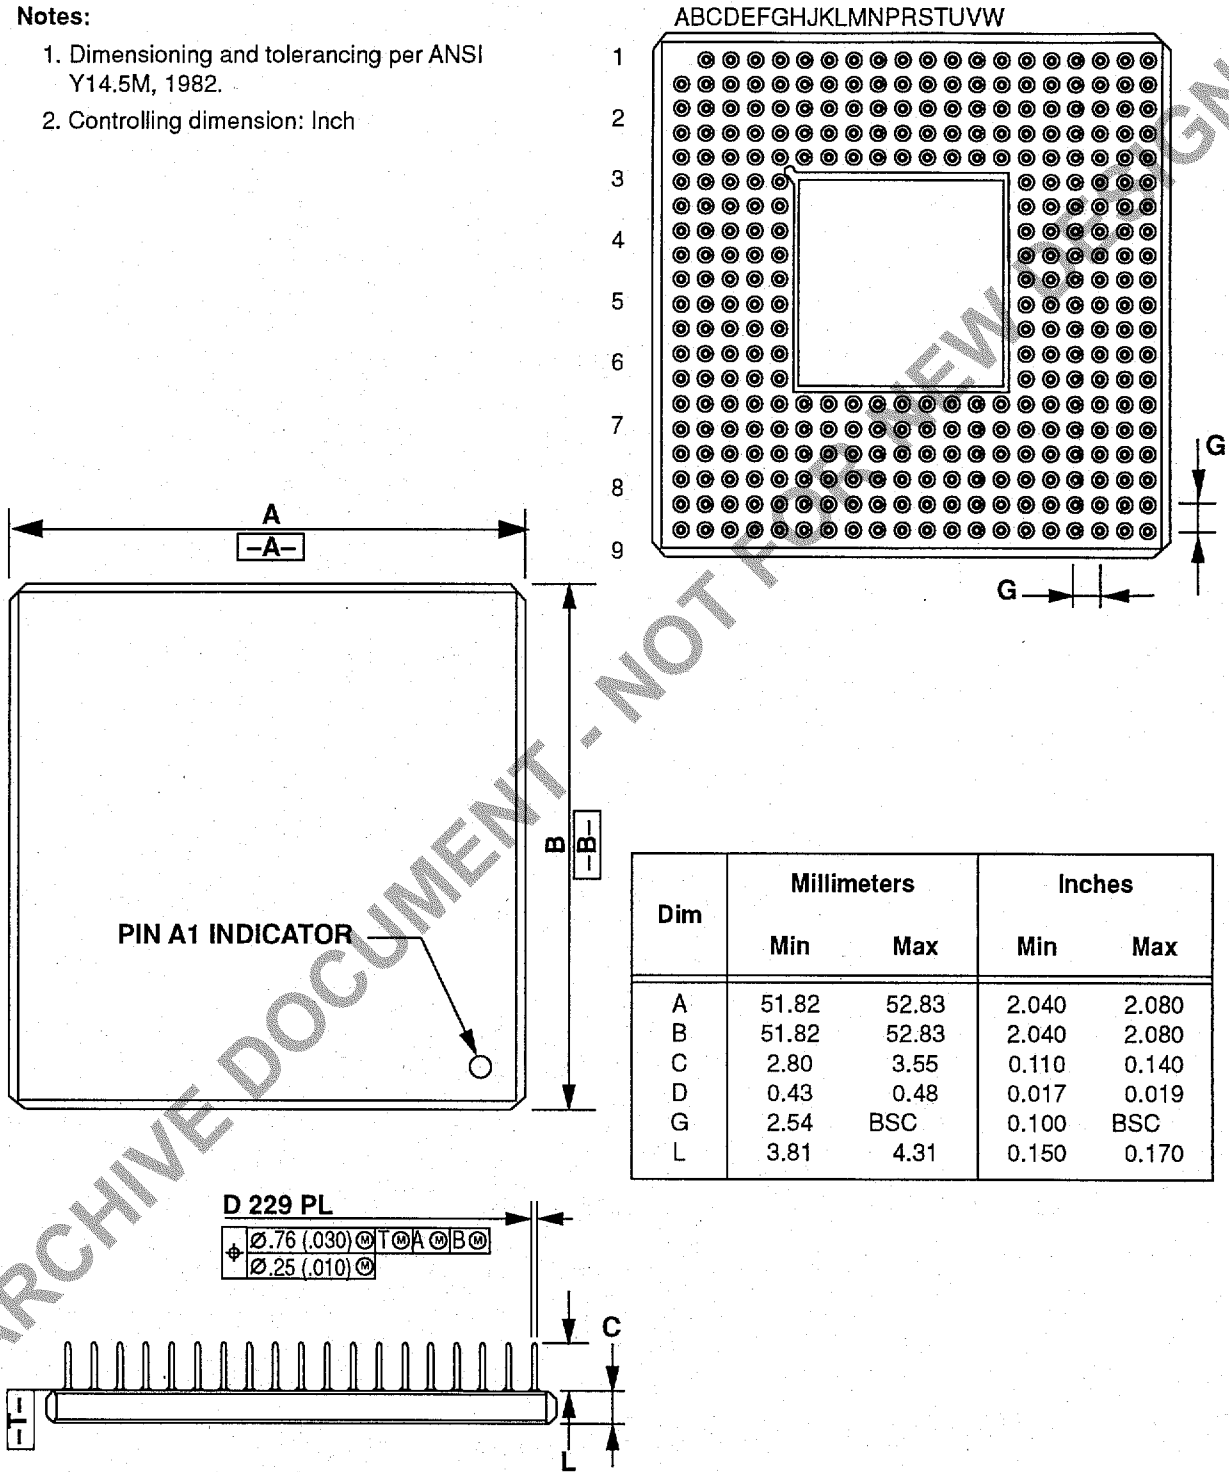 Notes:
1. Dimensioning and tolerancing per ANSI
Y14.5M, 1982.
2. Controlling dimension: Inch
ABCDEFGHJKLMNPRSTUVW
1
2
3
4
5
6
7
8
9
G
G
A
–A–
B
–B–
PIN A1 INDICATOR
Dim Millimeters Inches
Min Max Min Max
A 51.82 52.83 2.040 2.080
B 51.82 52.83 2.040 2.080
C 2.80 3.55 0.110 0.140
D 0.43 0.48 0.017 0.019
G 2.54 BSC 0.100 BSC
L 3.81 4.31 0.150 0.170
D 229 PL
⌖ Ø.76 (.030) Ⓜ T Ⓜ A Ⓜ B Ⓜ
Ø.25 (.010) Ⓜ
C
–T–
L
ARCHIVE DOCUMENT - NOT FOR NEW DESIGN